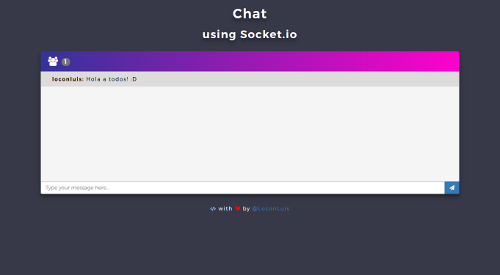 Chat
using Socket.io
1
loconluis: Hola a todos! :D
Type your message here...
</> with ❤ by @LoconLuis